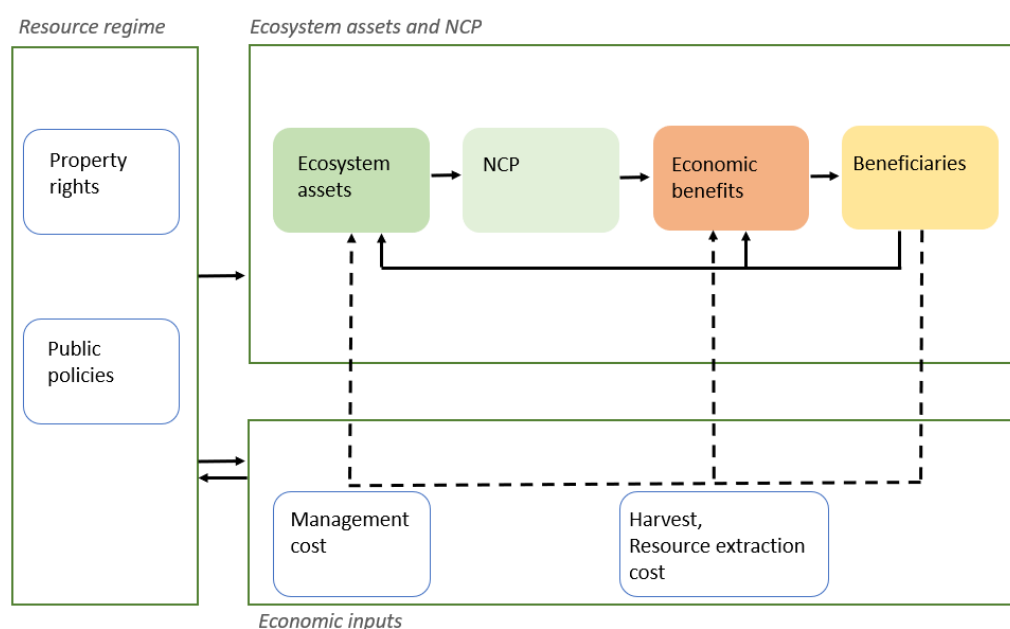 Resource regime
Ecosystem assets and NCP
Property
rights
Public
policies
Ecosystem
assets
NCP
Economic
benefits
Beneficiaries
Management
cost
Harvest,
Resource extraction
cost
Economic inputs